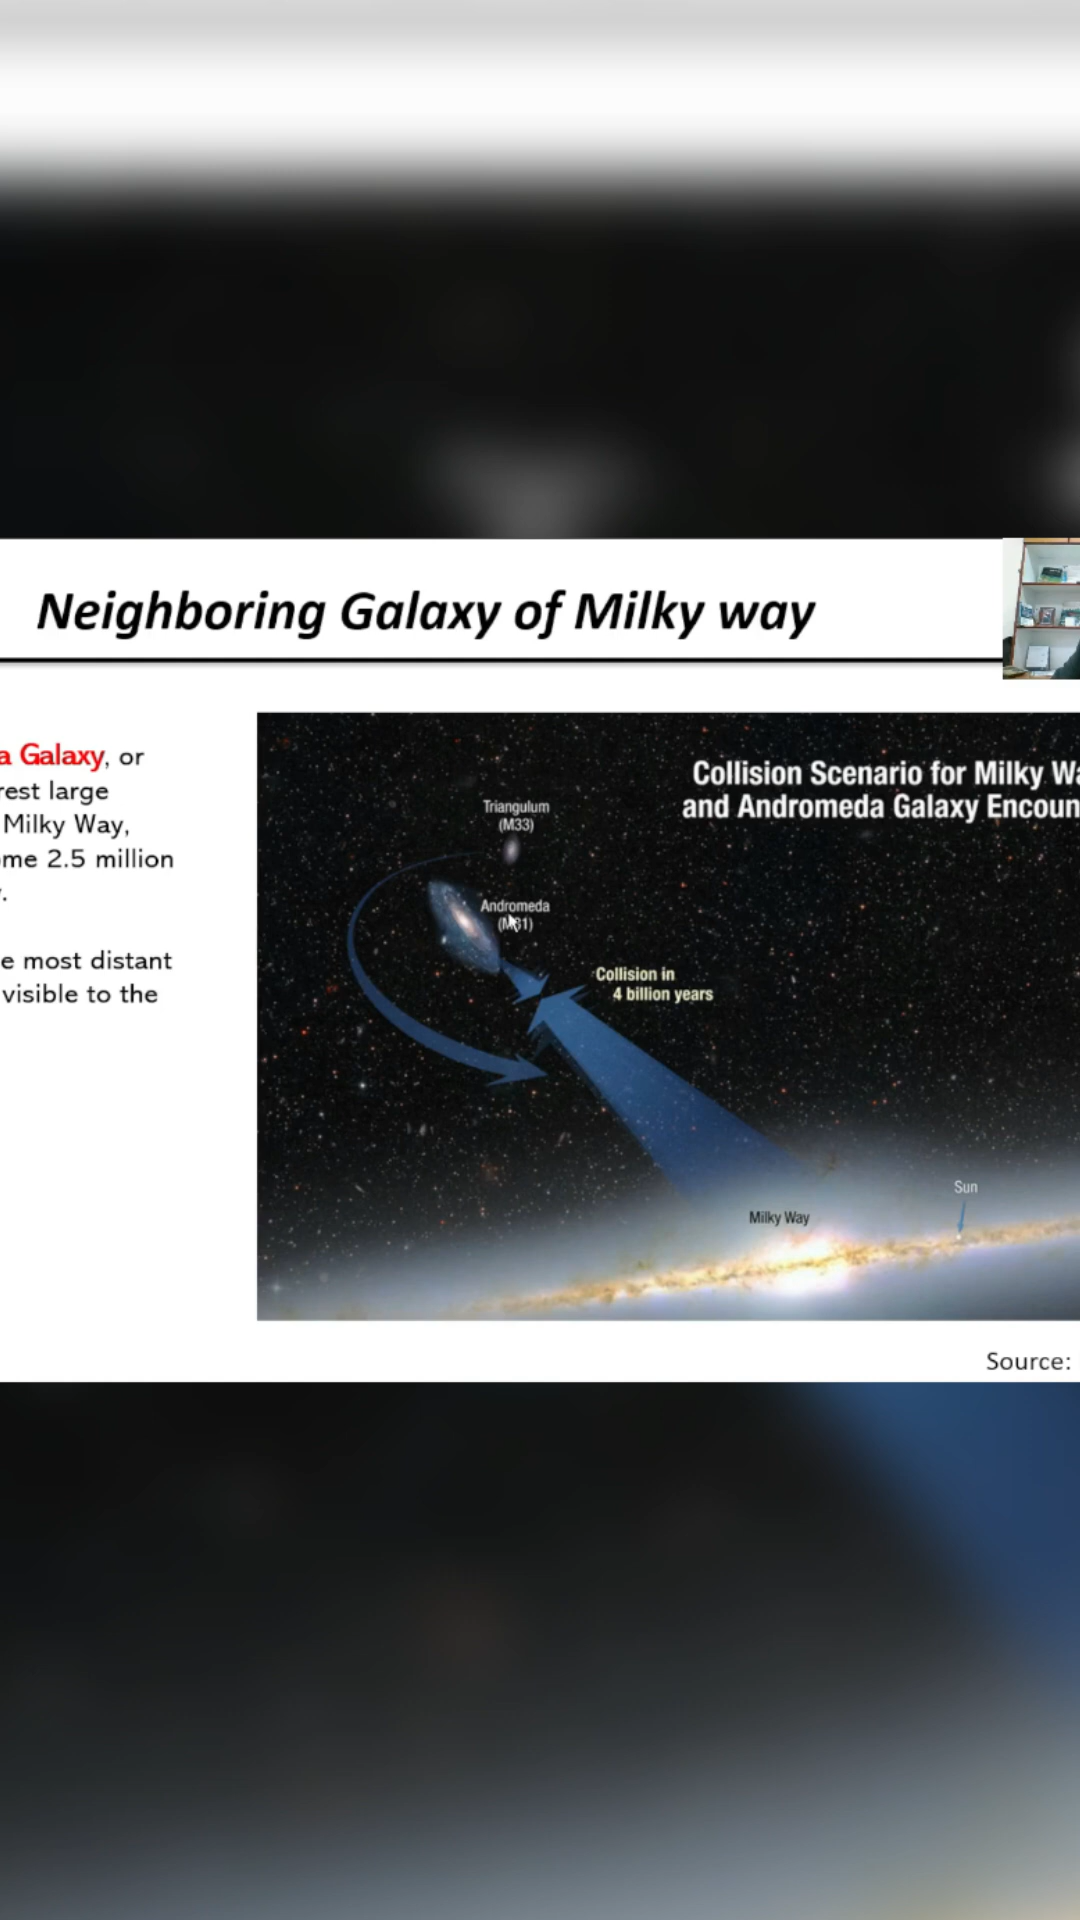 Neighboring Galaxy of Milky way
a Galaxy, or
rest large
Milky Way,
me 2.5 million
e most distant
visible to the
Collision Scenario for Milky Wa
and Andromeda Galaxy Encoun
Triangulum
(M33)
Andromeda
(M31)
Collision in
4 billion years
Sun
Milky Way
Source: